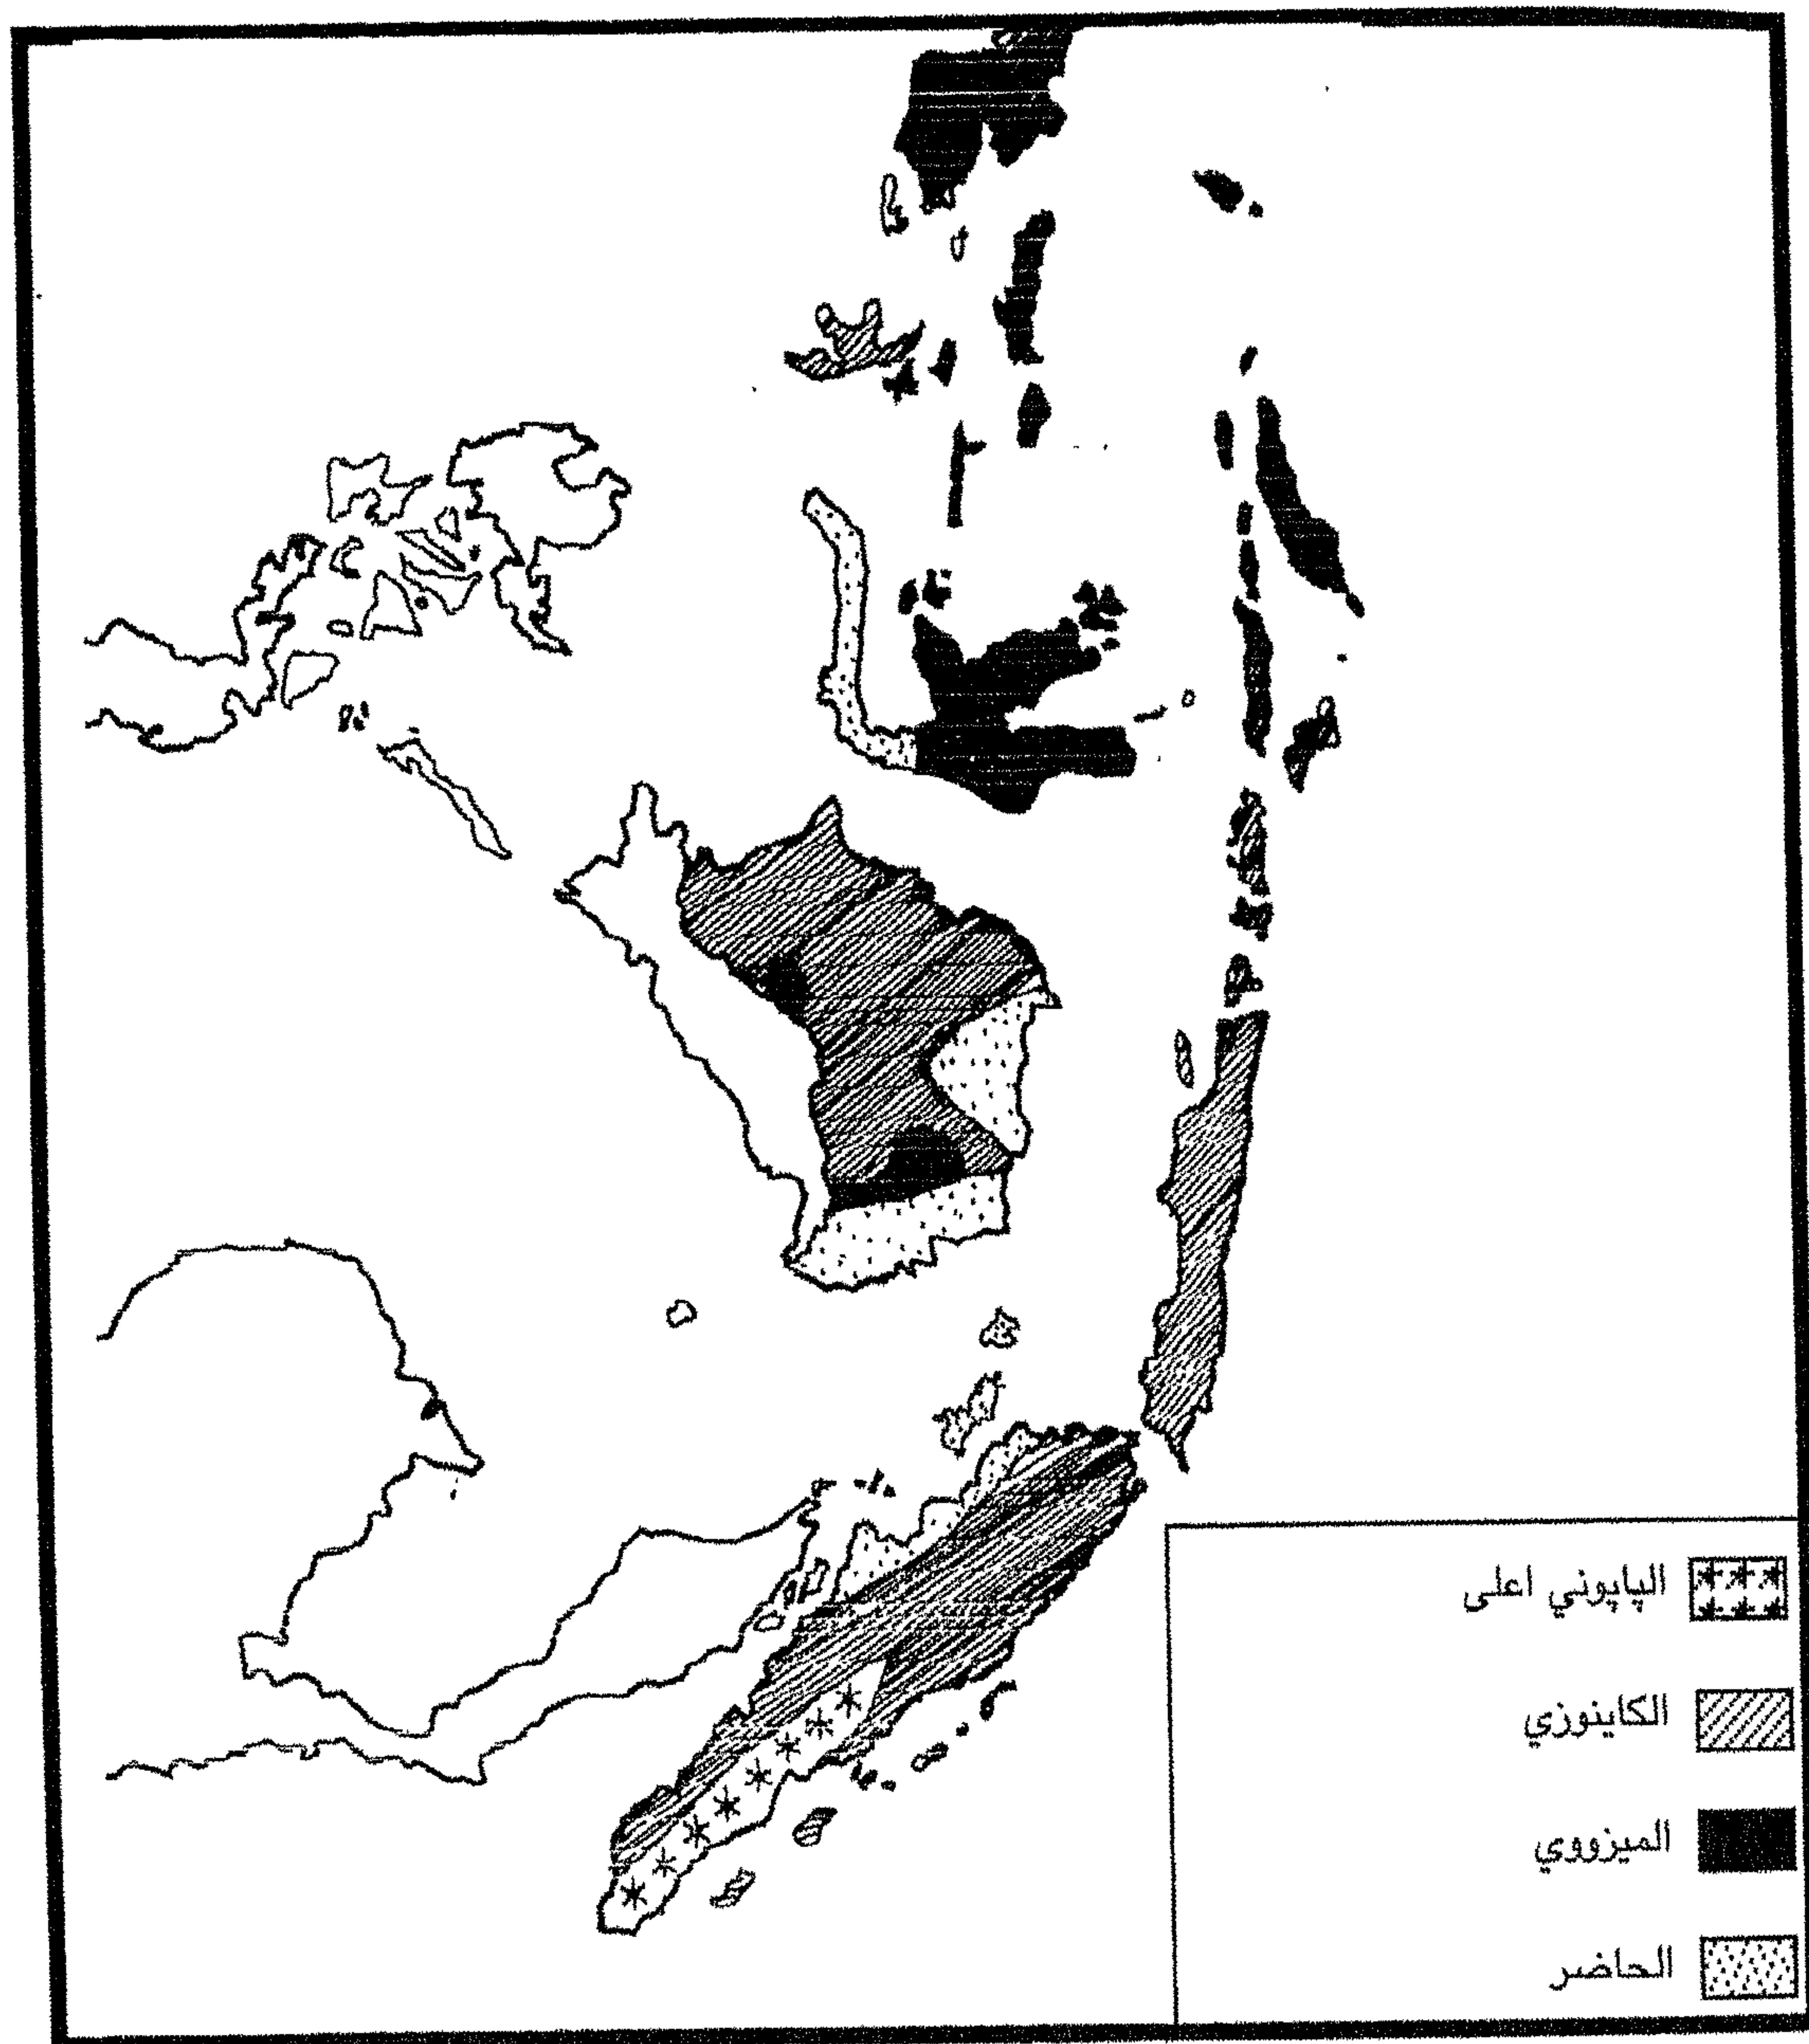 الپاپوني اعلى
الكاينوزي
الميزووي
الحاضر